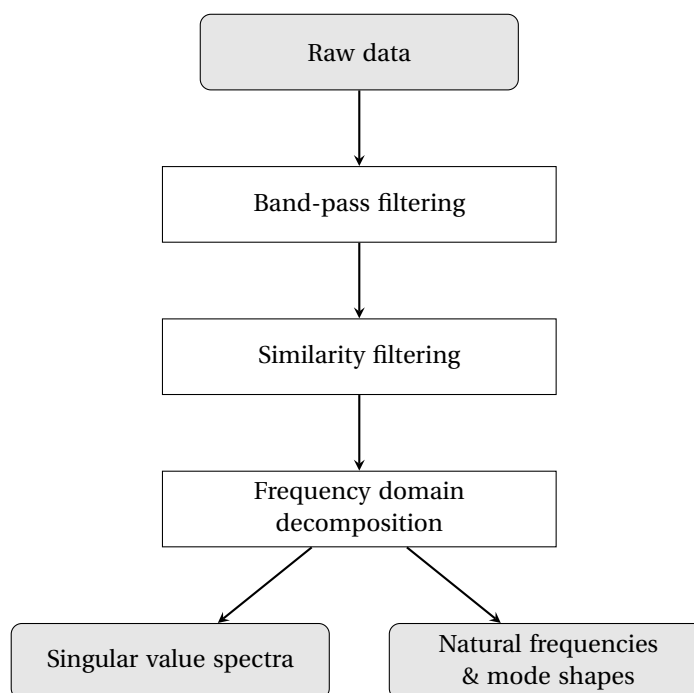 Raw data
Band-pass filtering
Similarity filtering
Frequency domain
decomposition
Singular value spectra
Natural frequencies
& mode shapes